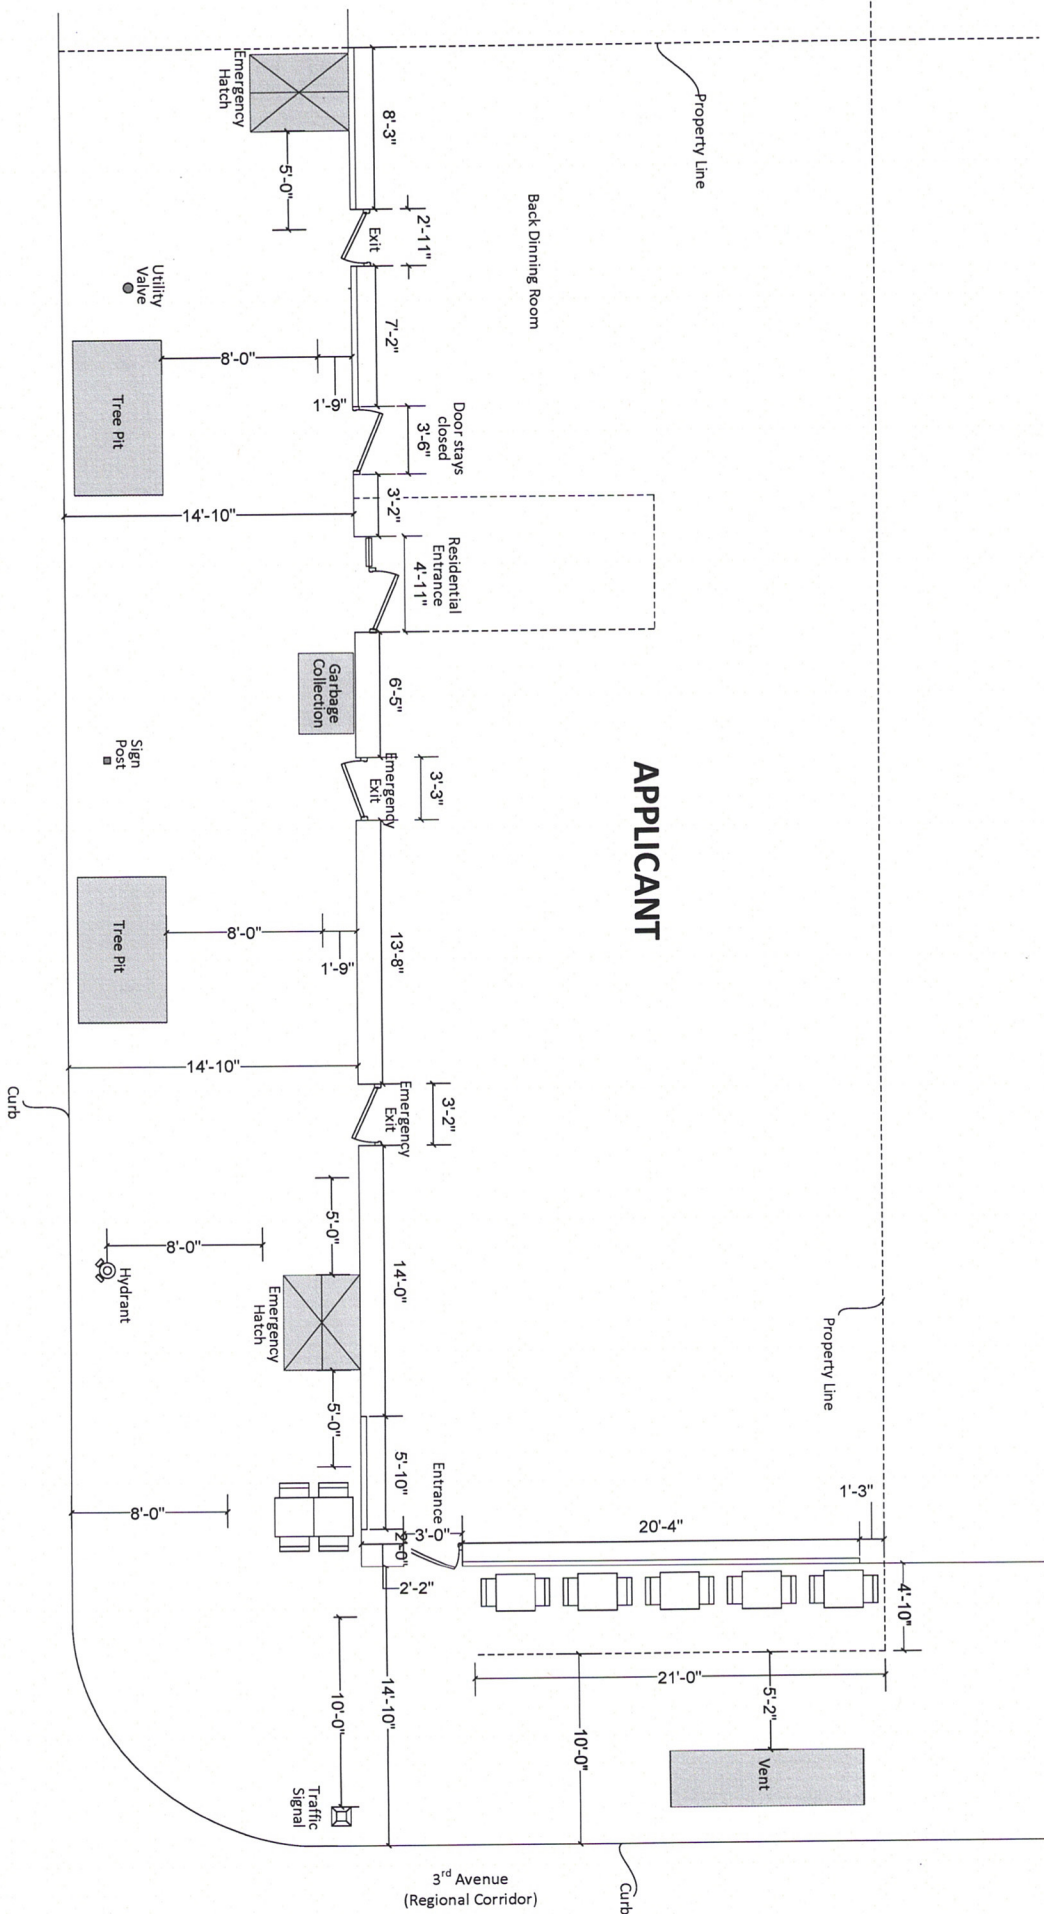 Emergency
Hatch
8'-3"
Property Line
5'-0"
Back Dinning Room
2'-11"
Exit
Utility
Valve
7'-2"
8'-0"
1'-9"
Tree Pit
Door stays
closed
3'-6"
3'-2"
14'-10"
Residential
Entrance
4'-11"
Garbage
Collection
6'-5"
Sign
Post
Emergency
Exit
3'-3"
APPLICANT
Tree Pit
8'-0"
1'-9"
13'-8"
14'-10"
Curb
Emergency
Exit
3'-2"
5'-0"
8'-0"
Hydrant
Emergency
Hatch
14'-0"
Property Line
5'-0"
5'-10"
8'-0"
Entrance
3'-0"
2'-0"
2'-2"
20'-4"
1'-3"
4'-10"
21'-0"
5'-2"
10'-0"
14'-10"
10'-0"
Vent
Traffic
Signal
3rd Avenue
(Regional Corridor)
Curb